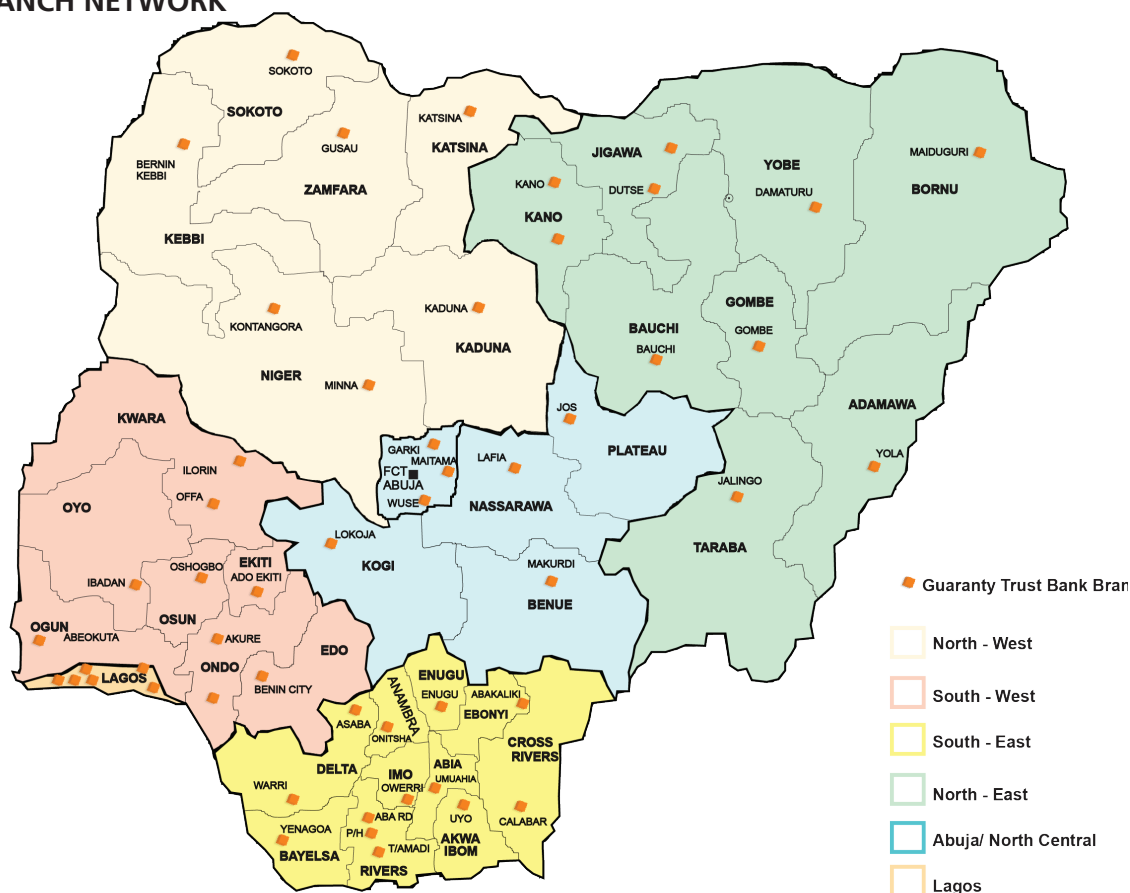 ANCH NETWORK
SOKOTO
SOKOTO
KATSINA
KATSINA
GUSAU
BERNIN
KEBBI
ZAMFARA
KEBBI
JIGAWA
YOBE
MAIDUGURI
BORNU
KANO
DUTSE
DAMATURU
KANO
KONTANGORA
KADUNA
KADUNA
NIGER
MINNA
GOMBE
GOMBE
BAUCHI
BAUCHI
ADAMAWA
YOLA
JALINGO
TARABA
JOS
PLATEAU
KWARA
ILORIN
OFFA
OYO
GARKI
MAITAMA
FCT
ABUJA
WUSE
LAFIA
NASSARAWA
LOKOJA
KOGI
MAKURDI
BENUE
OSHOGBO
EKITI
ADO EKITI
IBADAN
OSUN
OGUN
ABEOKUTA
AKURE
ONDO
EDO
BENIN CITY
LAGOS
ENUGU
ENUGU
ANAMBRA
ABAKALIKI
EBONYI
ASABA
ONITSHA
CROSS
RIVERS
DELTA
IMO
OWERRI
ABIA
UMUAHIA
WARRI
ABA RD
P/H
T/AMADI
UYO
AKWA
IBOM
CALABAR
YENAGOA
BAYELSA
RIVERS
Guaranty Trust Bank Bran
North - West
South - West
South - East
North - East
Abuja/ North Central
Lagos